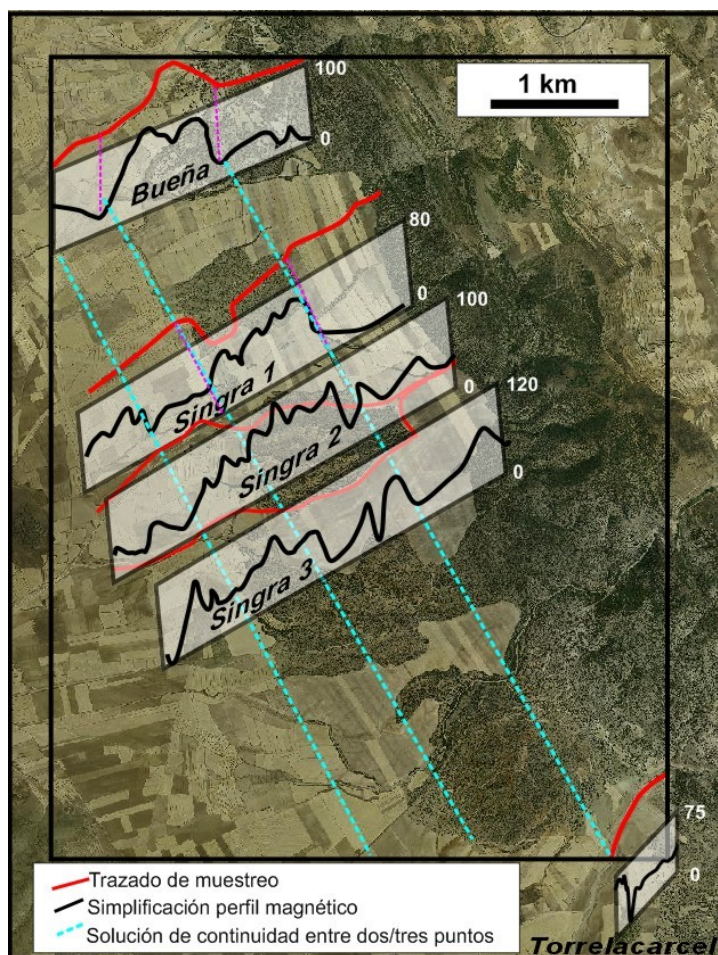 100
1 km
0
Bueña
80
0
100
Singra 1
0
120
Singra 2
0
Singra 3
75
0
Trazado de muestreo
Simplificación perfil magnético
Solución de continuidad entre dos/tres puntos
Torrelacarcel